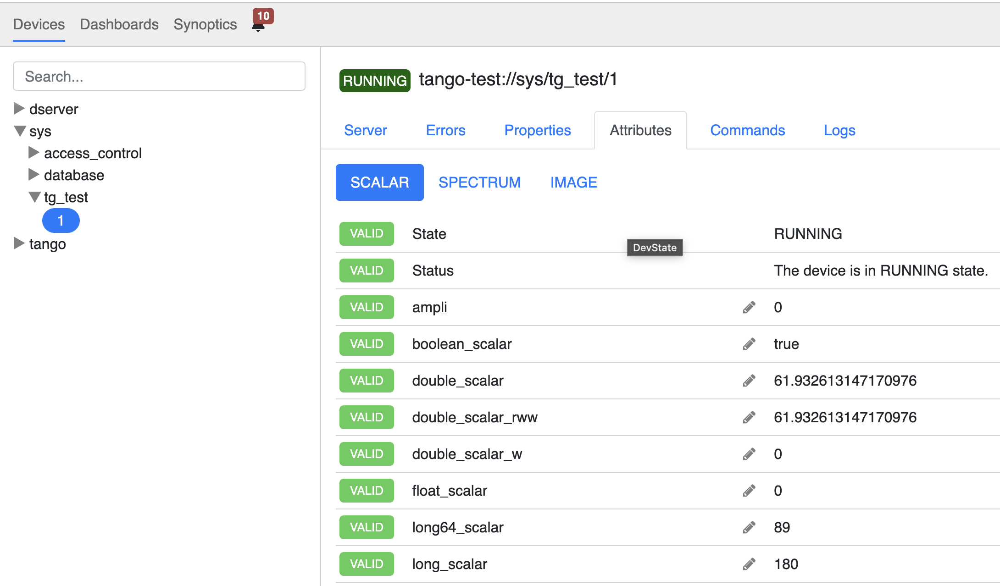 Devices Dashboards Synoptics 10
Search...
dserver
sys
access_control
database
tg_test
1
tango
RUNNING tango-test://sys/tg_test/1
Server Errors Properties Attributes Commands Logs
SCALAR SPECTRUM IMAGE
VALID State RUNNING
DevState
VALID Status The device is in RUNNING state.
VALID ampli 0
VALID boolean_scalar true
VALID double_scalar 61.932613147170976
VALID double_scalar_rww 61.932613147170976
VALID double_scalar_w 0
VALID float_scalar 0
VALID long64_scalar 89
VALID long_scalar 180